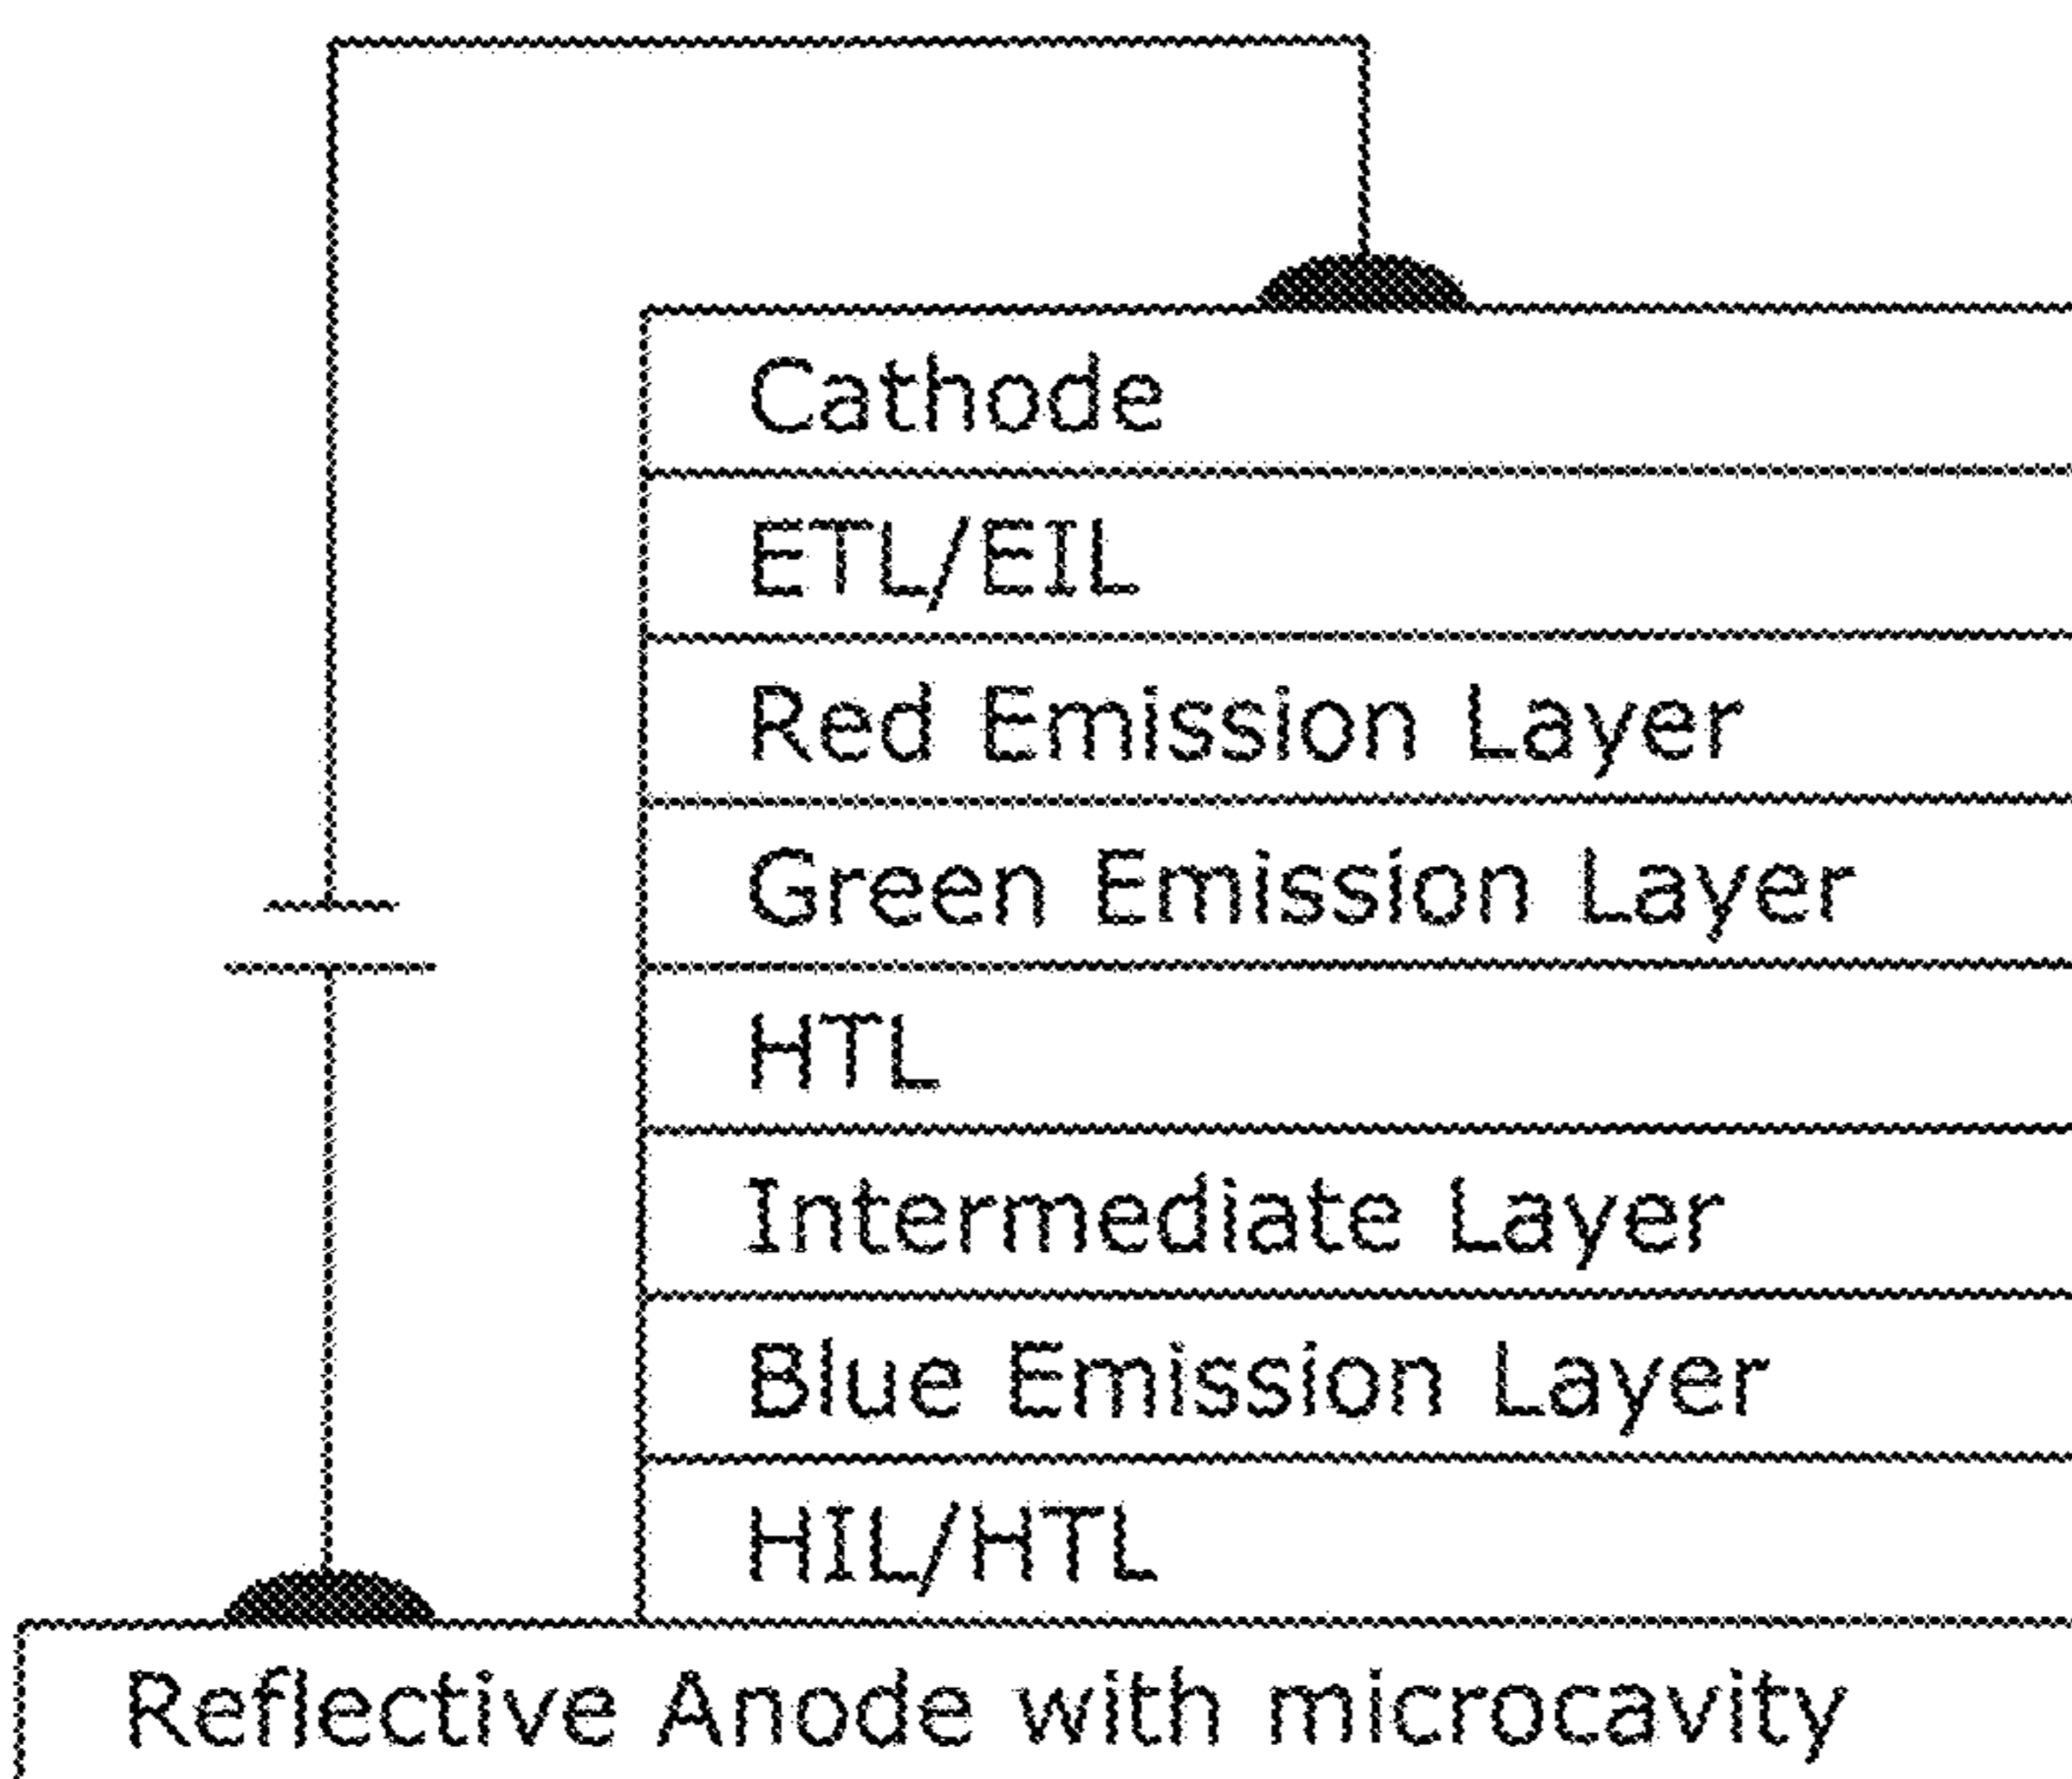 Cathode
ETL/EIL
Red Emission Layer
Green Emission Layer
HTL
Intermediate Layer
Blue Emission Layer
HIL/HTL
Reflective Anode with microcavity